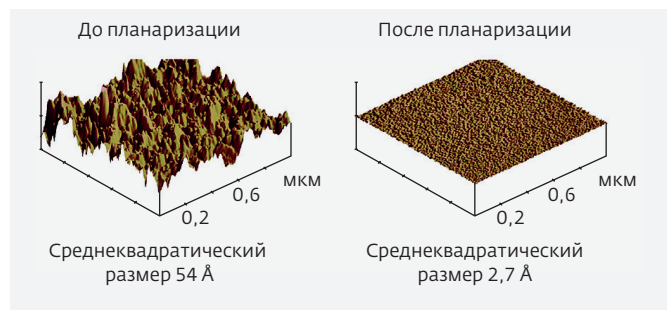 До планаризации
После планаризации
мкм
0,6
0,2
мкм
0,6
0,2
Среднеквадратический
размер 54 Å
Среднеквадратический
размер 2,7 Å